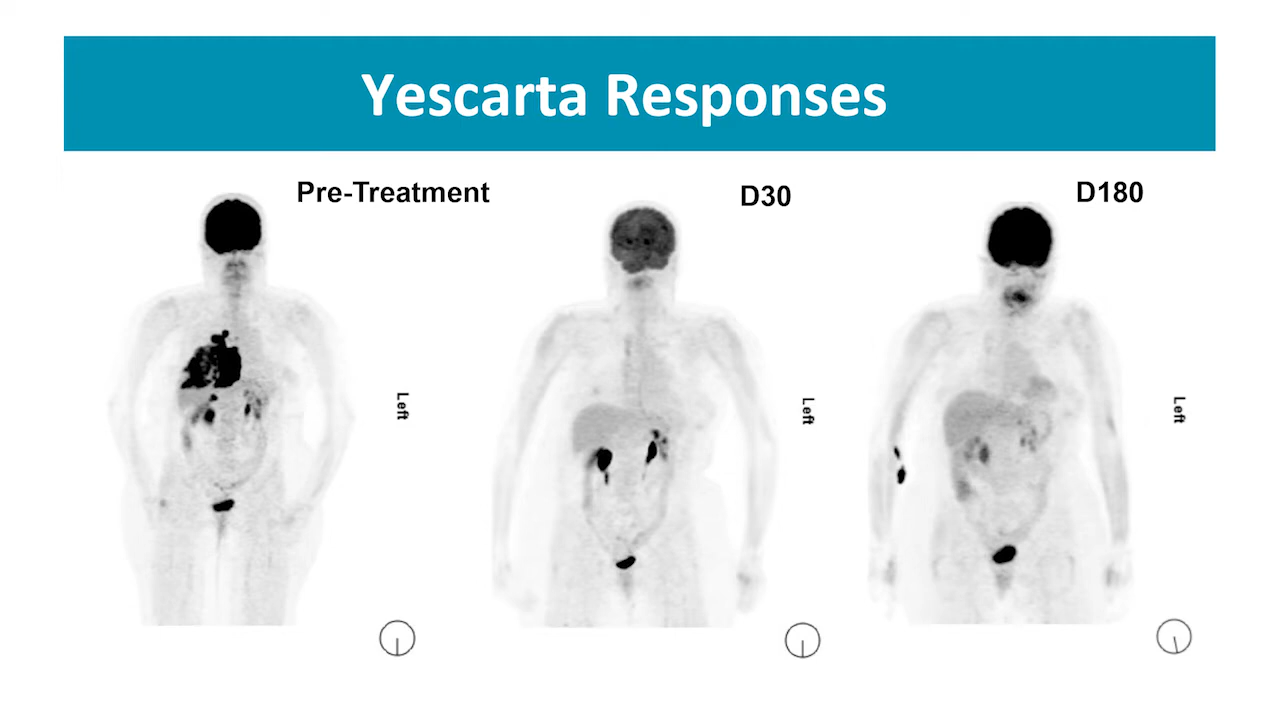 Yescarta Responses
Pre-Treatment
D30
D180
Left
Left
Left